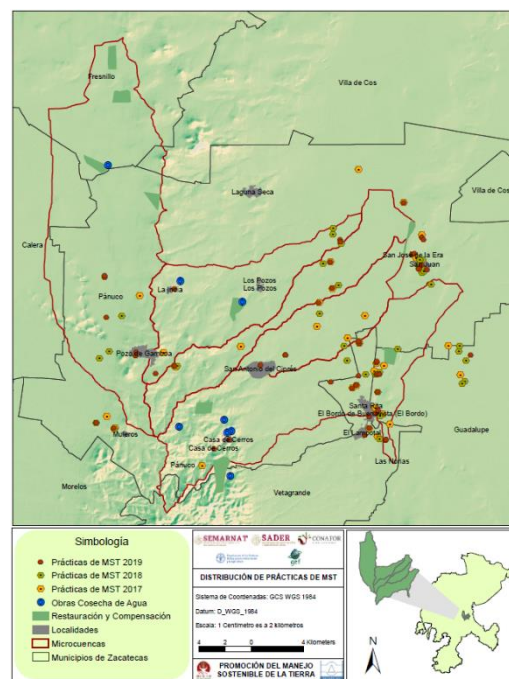 Fresnillo
Villa de Cos
Laguna Seca
Villa de Cos
Calera
San José de la Era
San Juan
Los Pozos
Los Pozos
La India
Pánuco
Pozo de Gamboa
San Antonio del Ciprés
Santa Rita
El Bordo de Buenavista (El Bordo)
Muleros
Casa de Cerros
Casa de Cerros
El Lampotal
Guadalupe
Pánuco
Las Norias
Morelos
Vetagrande
Simbología
Prácticas de MST 2019
Prácticas de MST 2018
Prácticas de MST 2017
Obras Cosecha de Agua
Restauración y Compensación
Localidades
Microcuencas
Municipios de Zacatecas
SEMARNAT
SADER
CONAFOR
gef
DISTRIBUCIÓN DE PRÁCTICAS DE MST
Sistema de Coordenadas: GCS WGS 1984
Datum: D_WGS_1984
Escala: 1 Centímetro es a 2 kilómetros
4 2 0 4 Kilometers
PROMOCIÓN DEL MANEJO
SOSTENIBLE DE LA TIERRA
N